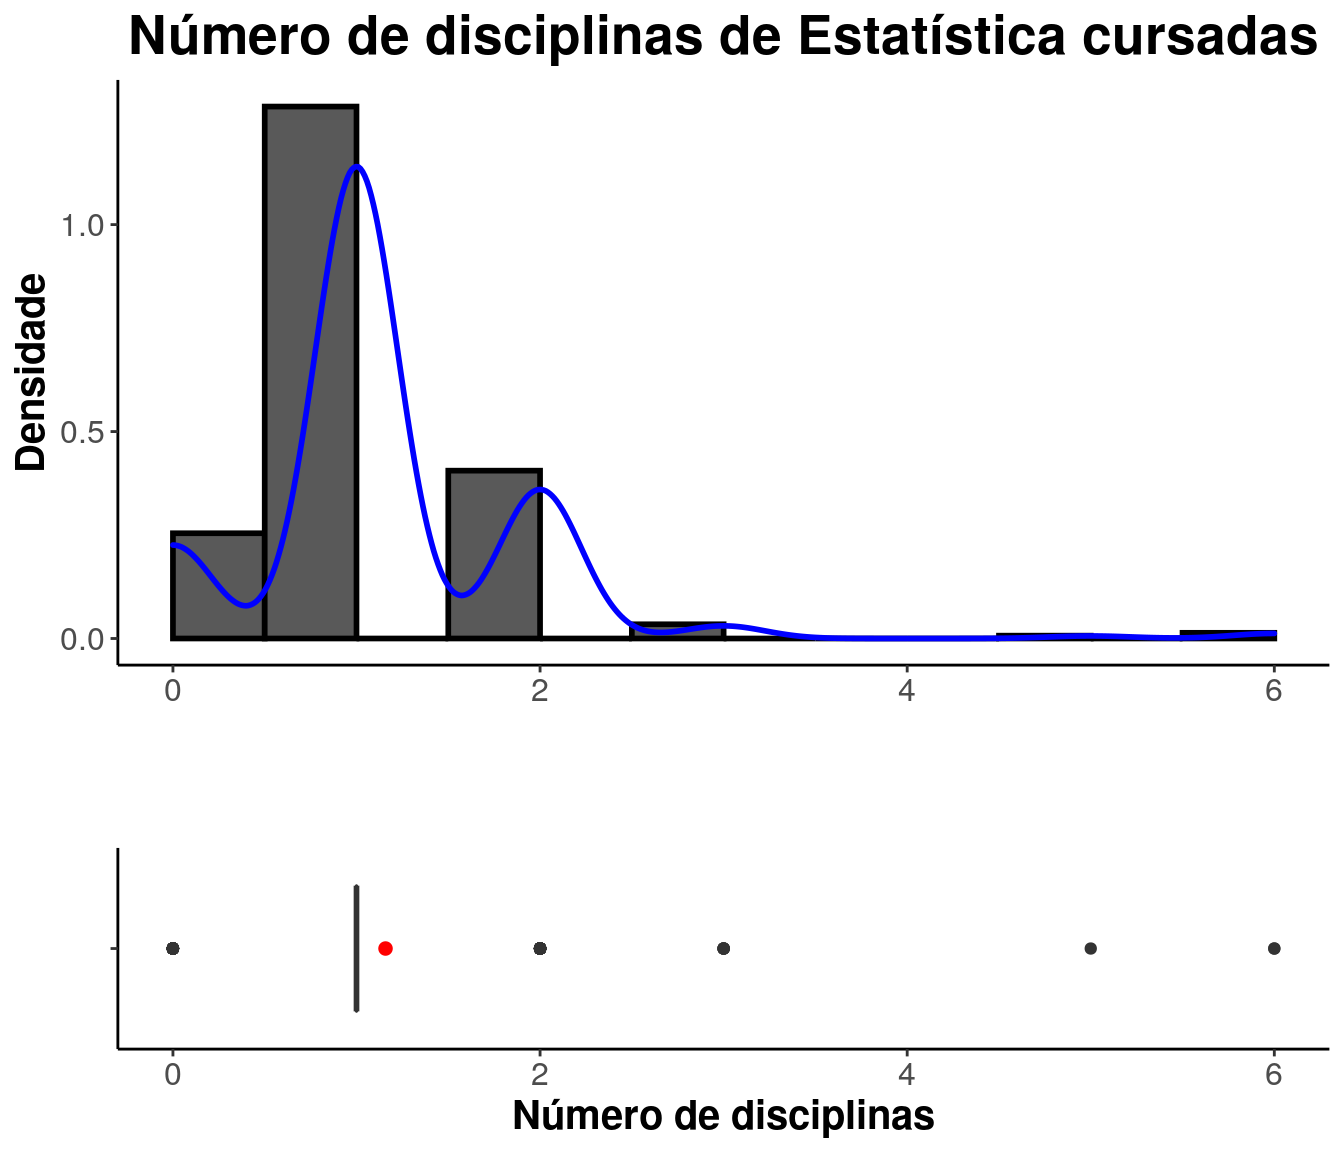 Número de disciplinas de Estatística cursadas
Densidade
1.0
0.5
0.0
0 2 4 6
0 2 4 6
Número de disciplinas